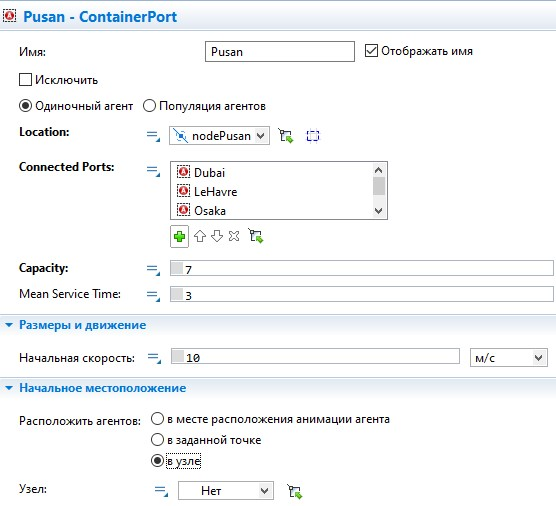 Pusan - ContainerPort
Имя: Pusan Отображать имя
Исключить
Одиночный агент Популяция агентов
Location: nodePusan
Connected Ports: Dubai
LeHavre
Osaka
Capacity: 7
Mean Service Time: 3
Размеры и движение
Начальная скорость: 10 м/с
Начальное местоположение
Расположить агентов: в месте расположения анимации агента
в заданной точке
в узле
Узел: Нет